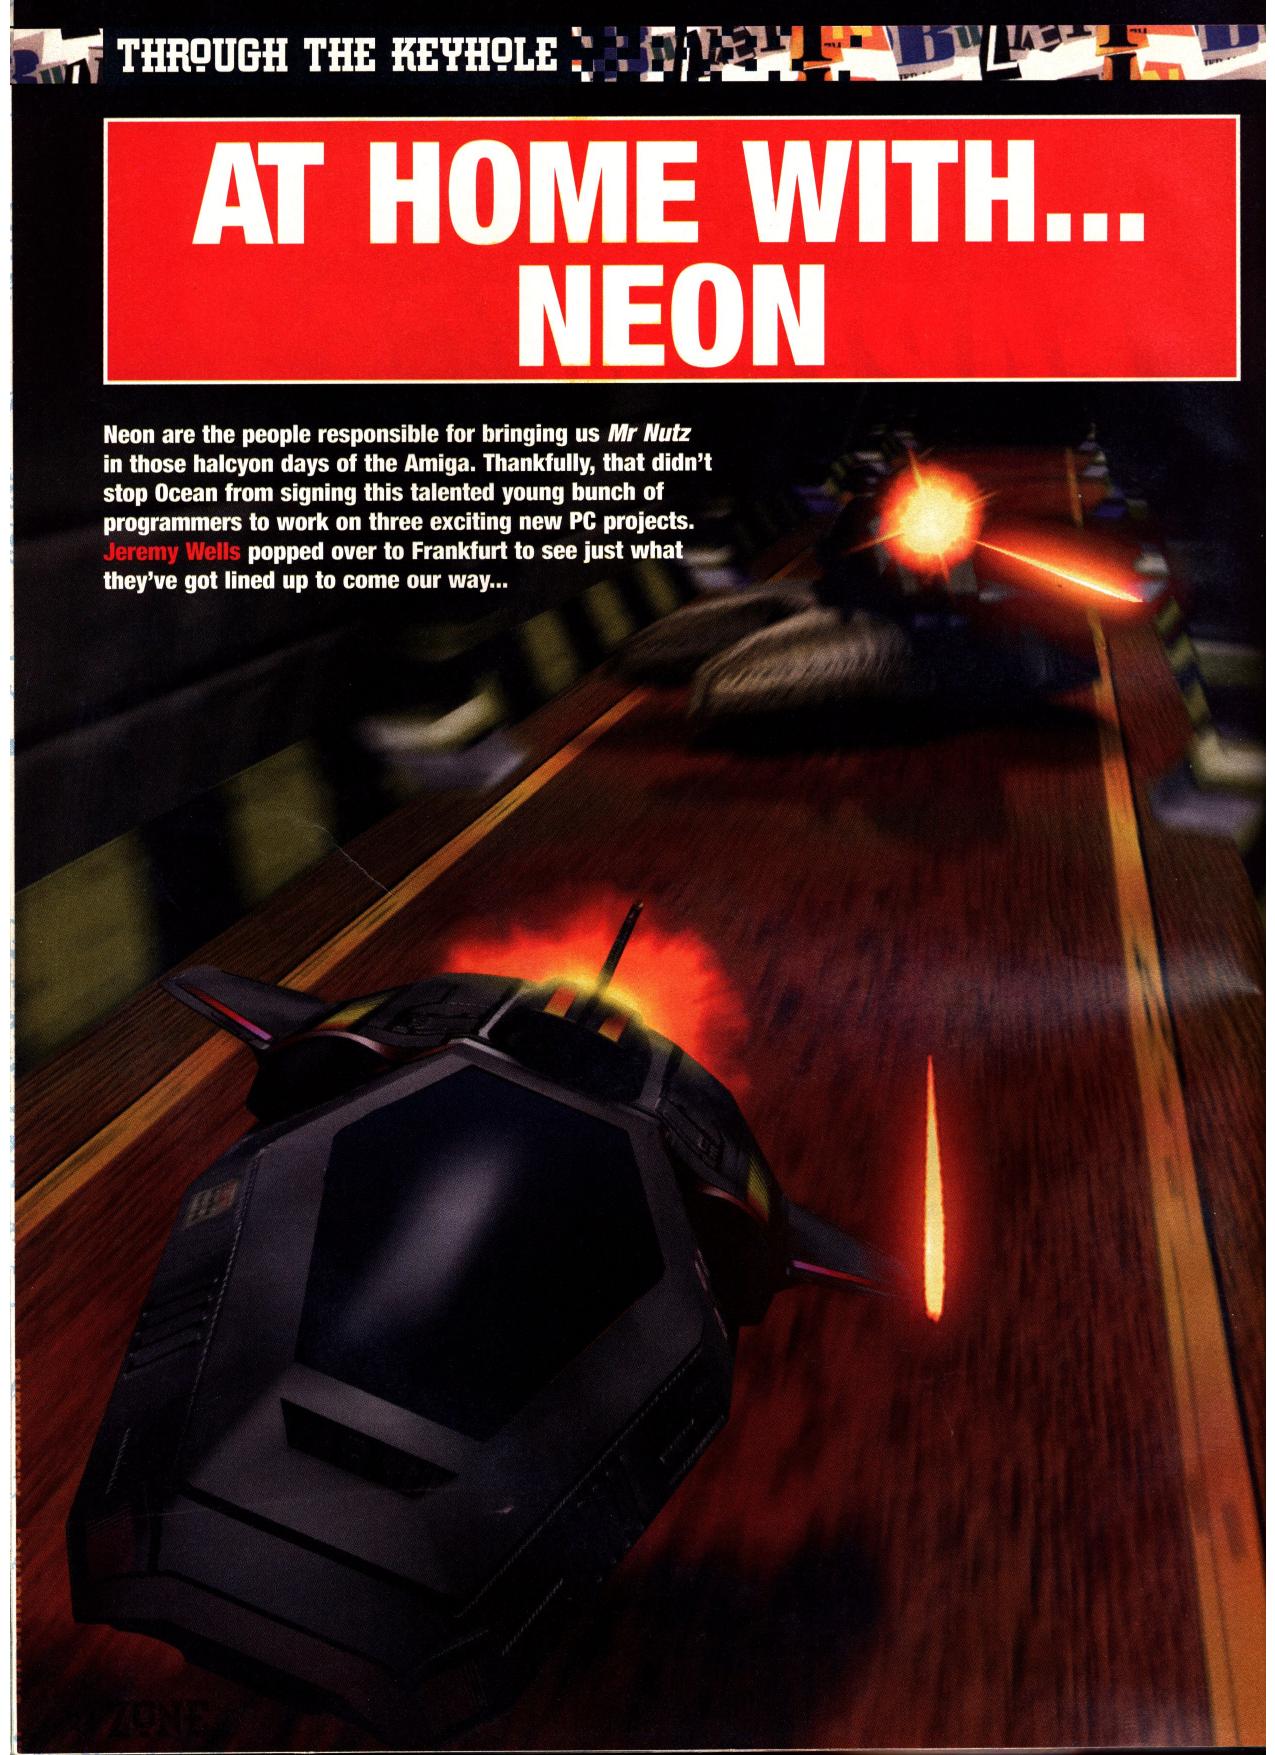 THROUGH THE KEYHOLE
AT HOME WITH...
NEON
Neon are the people responsible for bringing us Mr Nutz
in those halcyon days of the Amiga. Thankfully, that didn't
stop Ocean from signing this talented young bunch of
programmers to work on three exciting new PC projects.
Jeremy Wells popped over to Frankfurt to see just what
they've got lined up to come our way...
ZONE